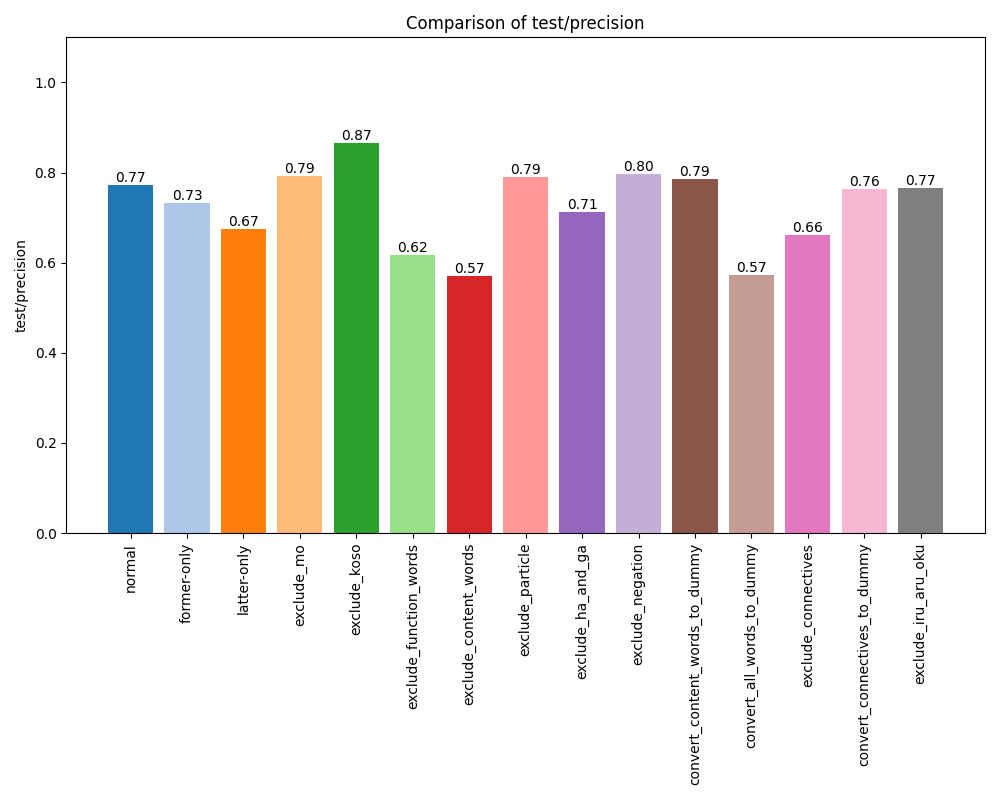 Comparison of test/precision
test/precision
1.0
0.8
0.6
0.4
0.2
0.0
0.77
0.73
0.67
0.79
0.87
0.62
0.57
0.79
0.71
0.80
0.79
0.57
0.66
0.76
0.77
normal
former-only
latter-only
exclude_mo
exclude_koso
exclude_function_words
exclude_content_words
exclude_particle
exclude_ha_and_ga
exclude_negation
convert_content_words_to_dummy
convert_all_words_to_dummy
exclude_connectives
convert_connectives_to_dummy
exclude_iru_aru_oku